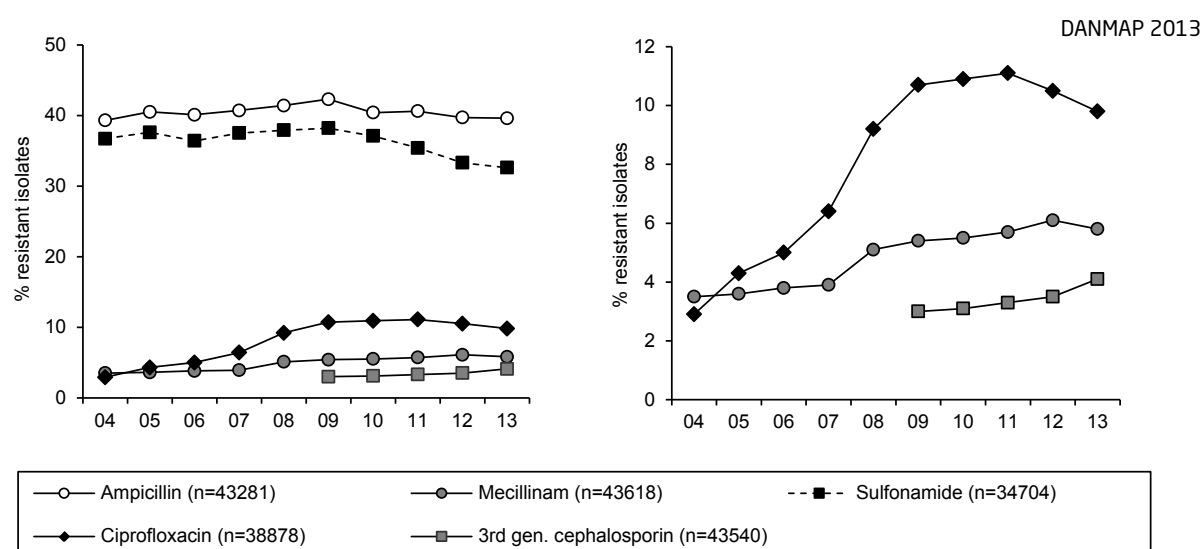 DANMAP 2013
% resistant isolates
50
40
30
20
10
0
04 05 06 07 08 09 10 11 12 13
% resistant isolates
12
10
8
6
4
2
0
04 05 06 07 08 09 10 11 12 13
Ampicillin (n=43281) Mecillinam (n=43618) Sulfonamide (n=34704)
Ciprofloxacin (n=38878) 3rd gen. cephalosporin (n=43540)